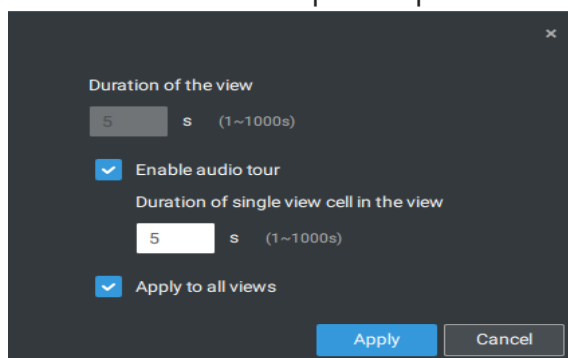 ×
Duration of the view
5 s (1~1000s)
Enable audio tour
Duration of single view cell in the view
5 s (1~1000s)
Apply to all views
Apply Cancel